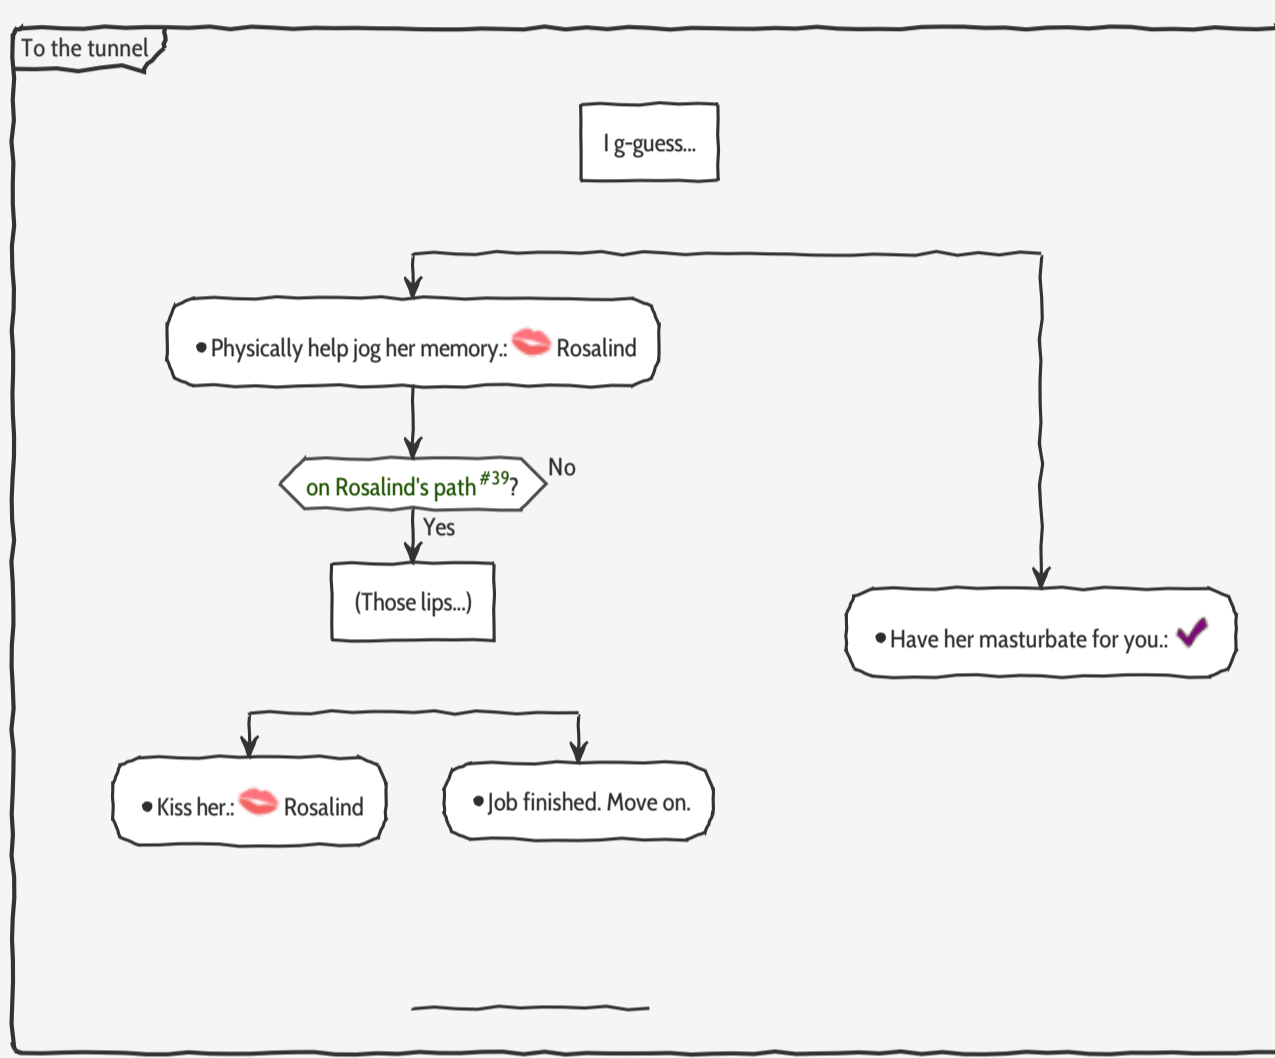 To the tunnel
I g-guess...
•Physically help jog her memory.: Rosalind
on Rosalind's path #39?
No
Yes
(Those lips...)
•Have her masturbate for you.:
•Kiss her.: Rosalind
•Job finished. Move on.